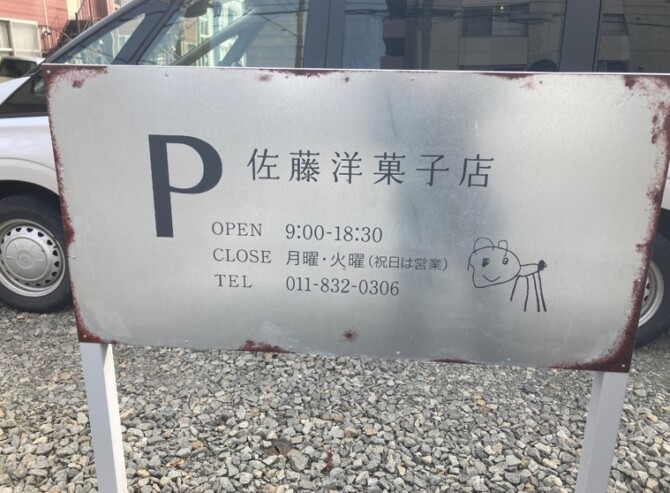 P 佐藤洋菓子店
OPEN 9:00-18:30
CLOSE 月曜・火曜(祝日は営業)
TEL 011-832-0306